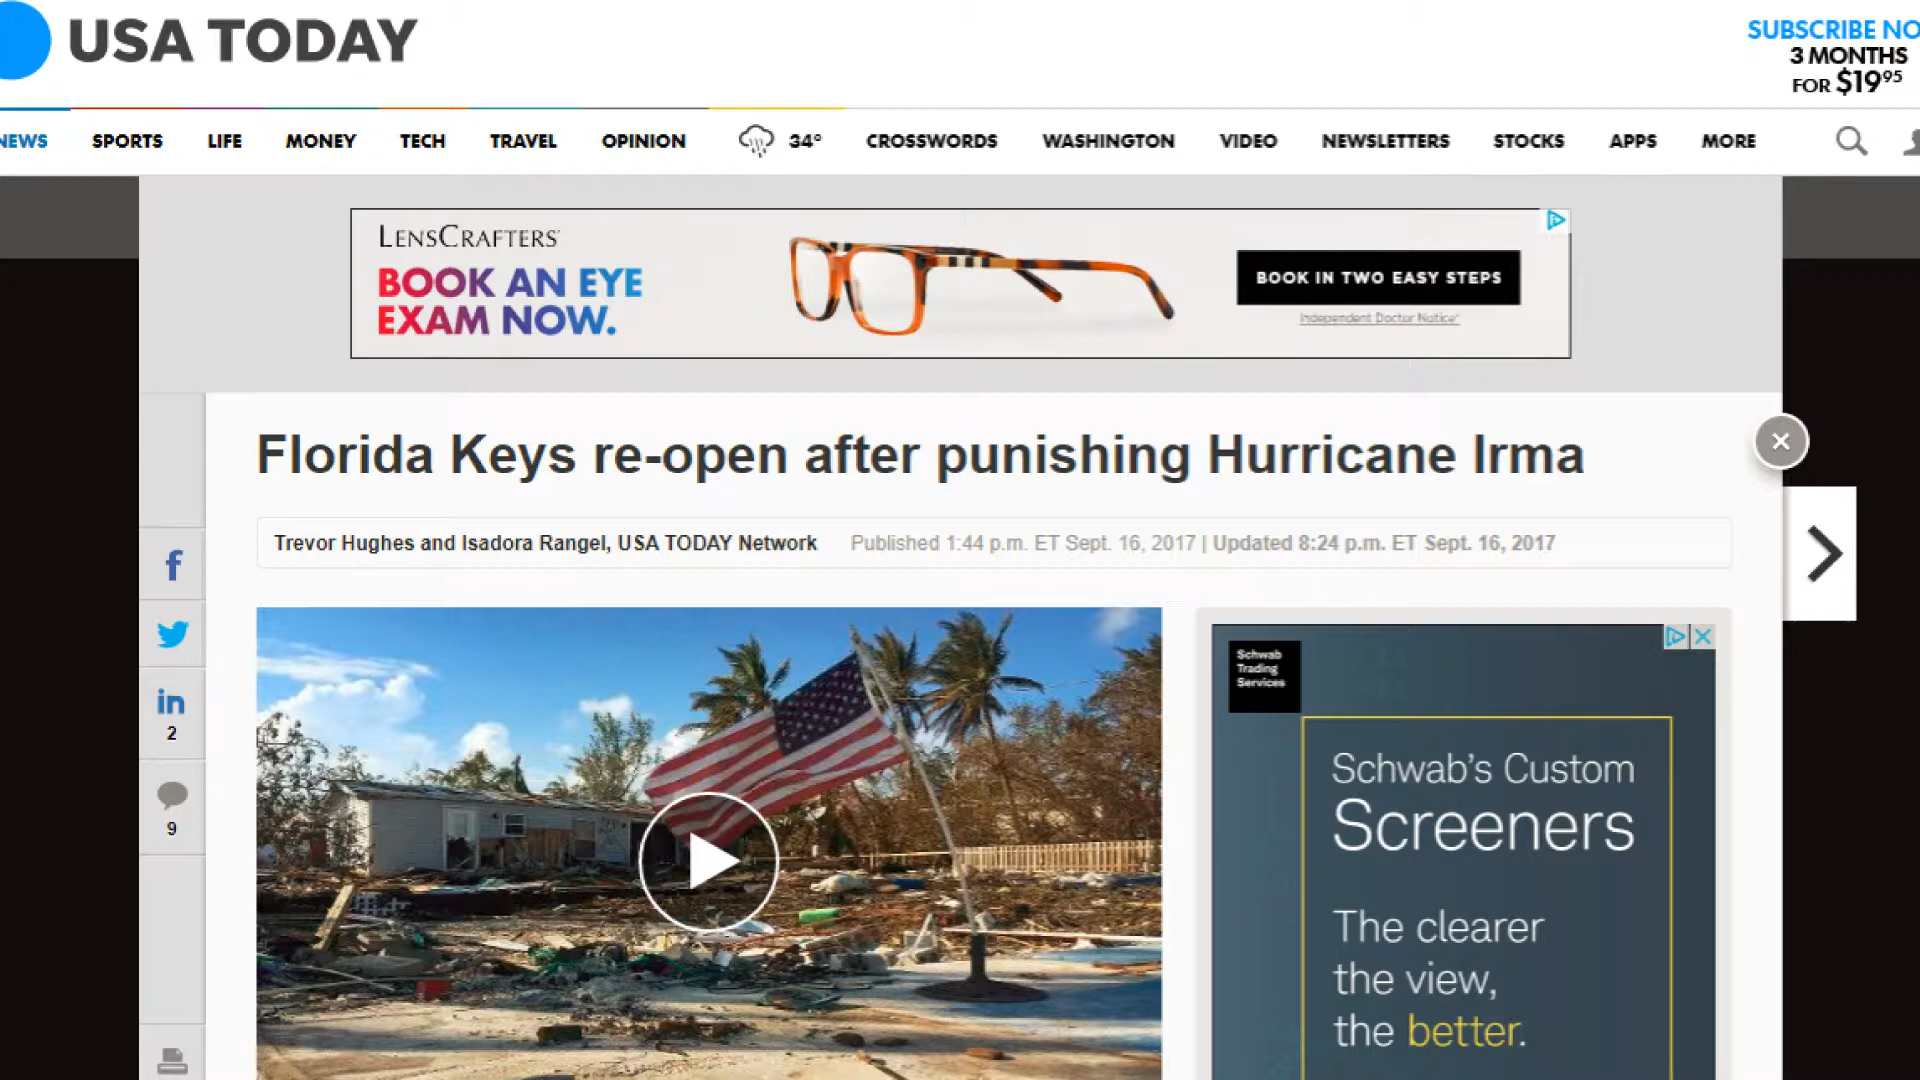 USA TODAY
SUBSCRIBE NO
3 MONTHS
FOR $19.95
NEWS SPORTS LIFE MONEY TECH TRAVEL OPINION 34° CROSSWORDS WASHINGTON VIDEO NEWSLETTERS STOCKS APPS MORE
LENSCRAFTERS
BOOK AN EYE
EXAM NOW.
BOOK IN TWO EASY STEPS
Independent Doctor Notice*
Florida Keys re-open after punishing Hurricane Irma
Trevor Hughes and Isadora Rangel, USA TODAY Network Published 1:44 p.m. ET Sept. 16, 2017 | Updated 8:24 p.m. ET Sept. 16, 2017
f
in
2
9
Schwab
Trading
Services
Schwab's Custom
Screeners
The clearer
the view,
the better.